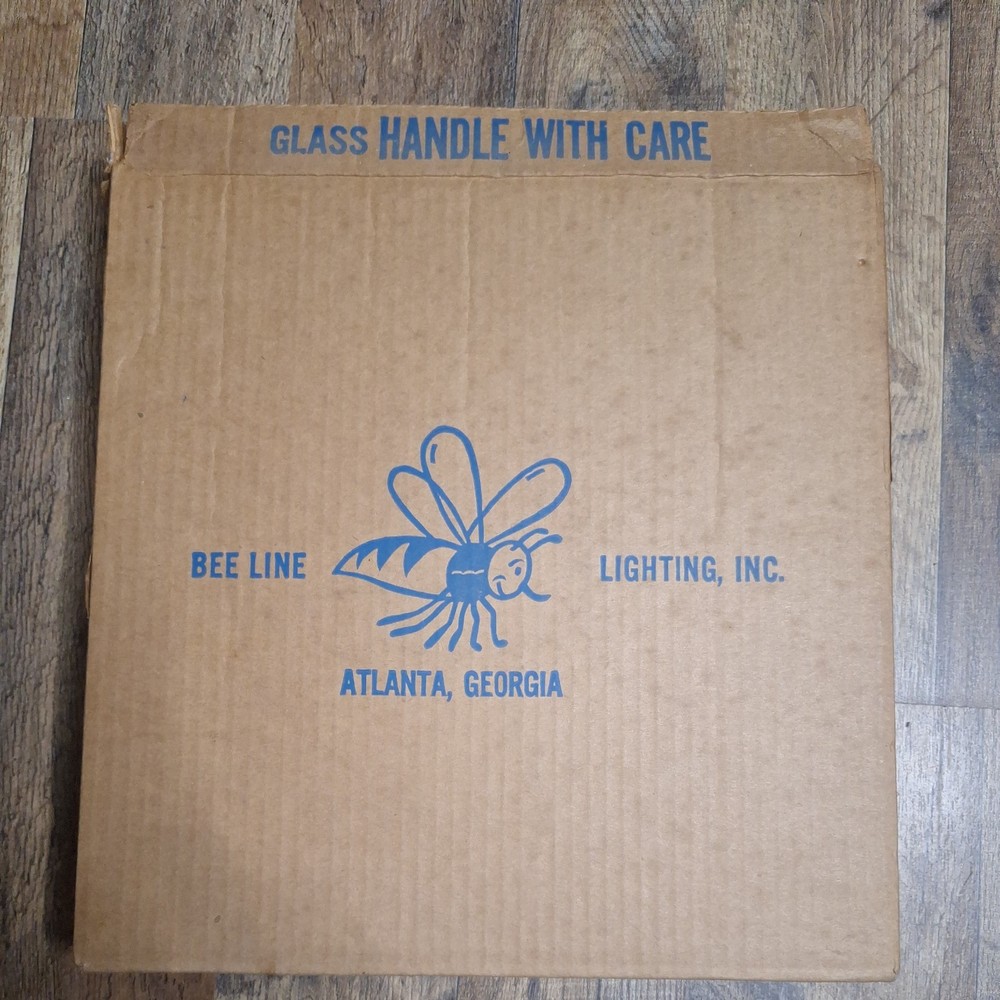 GLASS HANDLE WITH CARE
BEE LINE LIGHTING, INC.
ATLANTA, GEORGIA